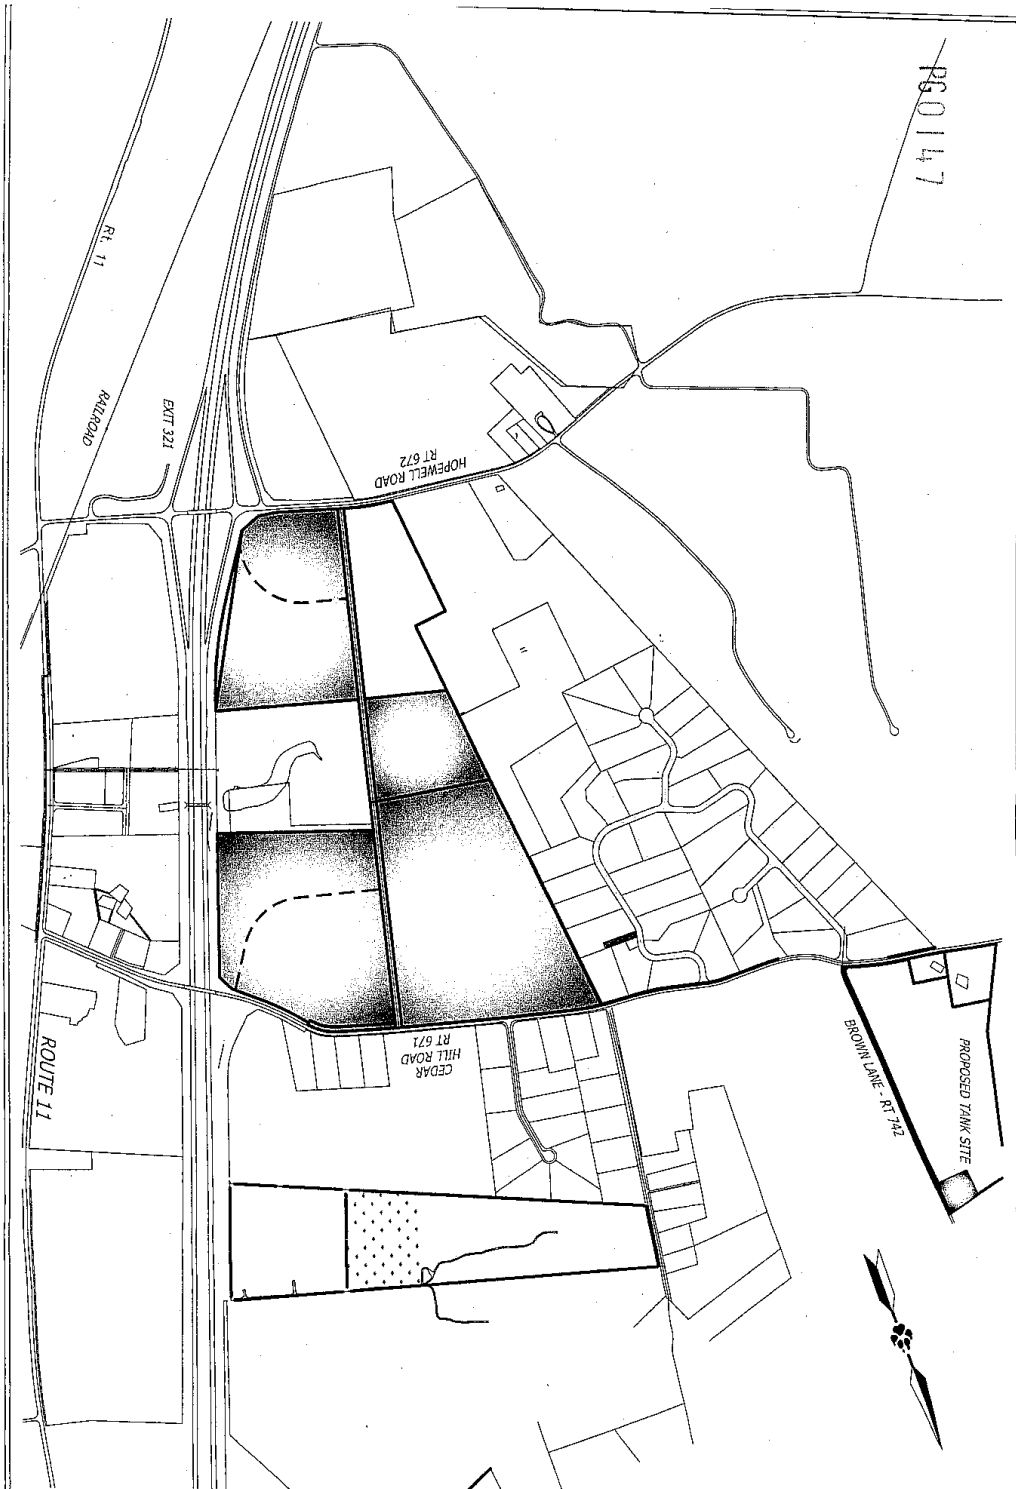 PG0147
Rt. 11
RAILROAD
EXIT 321
HOPEWELL ROAD
RT 672
CEDAR
HILL ROAD
RT 671
ROUTE 11
BROWN LANE - RT 742
PROPOSED TANK SITE